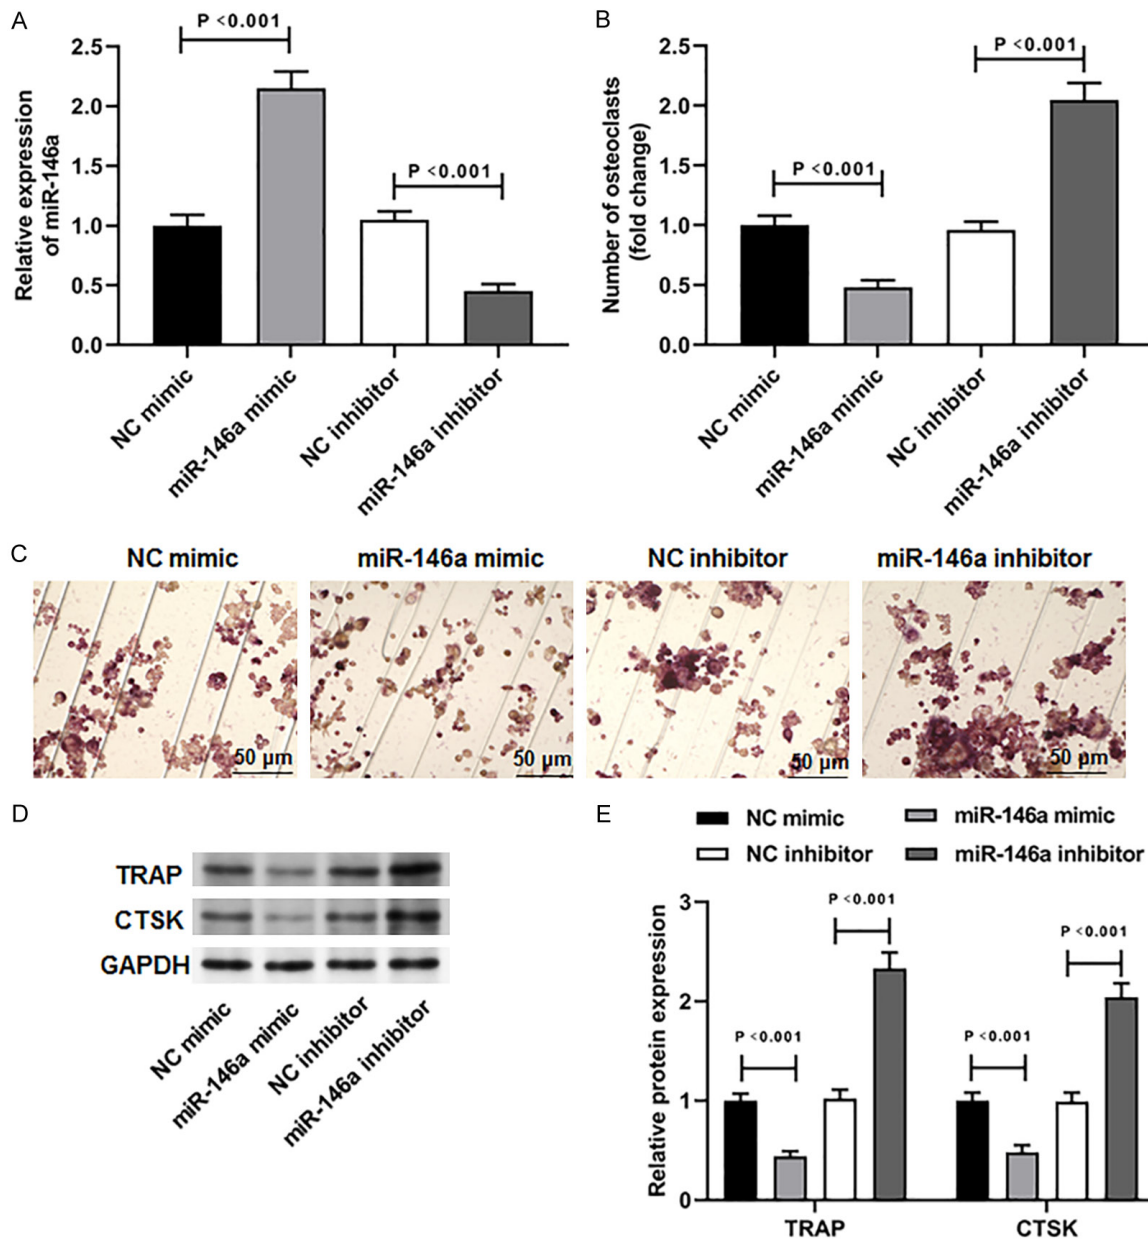 A
P <0.001
2.5
2.0
1.5
1.0
0.5
0.0
Relative expression
of miR-146a
P <0.001
NC mimic
miR-146a mimic
NC inhibitor
miR-146a inhibitor
B
P <0.001
2.5
2.0
1.5
1.0
0.5
0.0
Number of osteoclasts
(fold change)
P <0.001
NC mimic
miR-146a mimic
NC inhibitor
miR-146a inhibitor
C
NC mimic
miR-146a mimic
NC inhibitor
miR-146a inhibitor
50 μm
50 μm
50 μm
50 μm
D
TRAP
CTSK
GAPDH
NC mimic
miR-146a mimic
NC inhibitor
miR-146a inhibitor
E
NC mimic
miR-146a mimic
NC inhibitor
miR-146a inhibitor
3
2
1
0
Relative protein expression
P <0.001
P <0.001
P <0.001
P <0.001
TRAP
CTSK